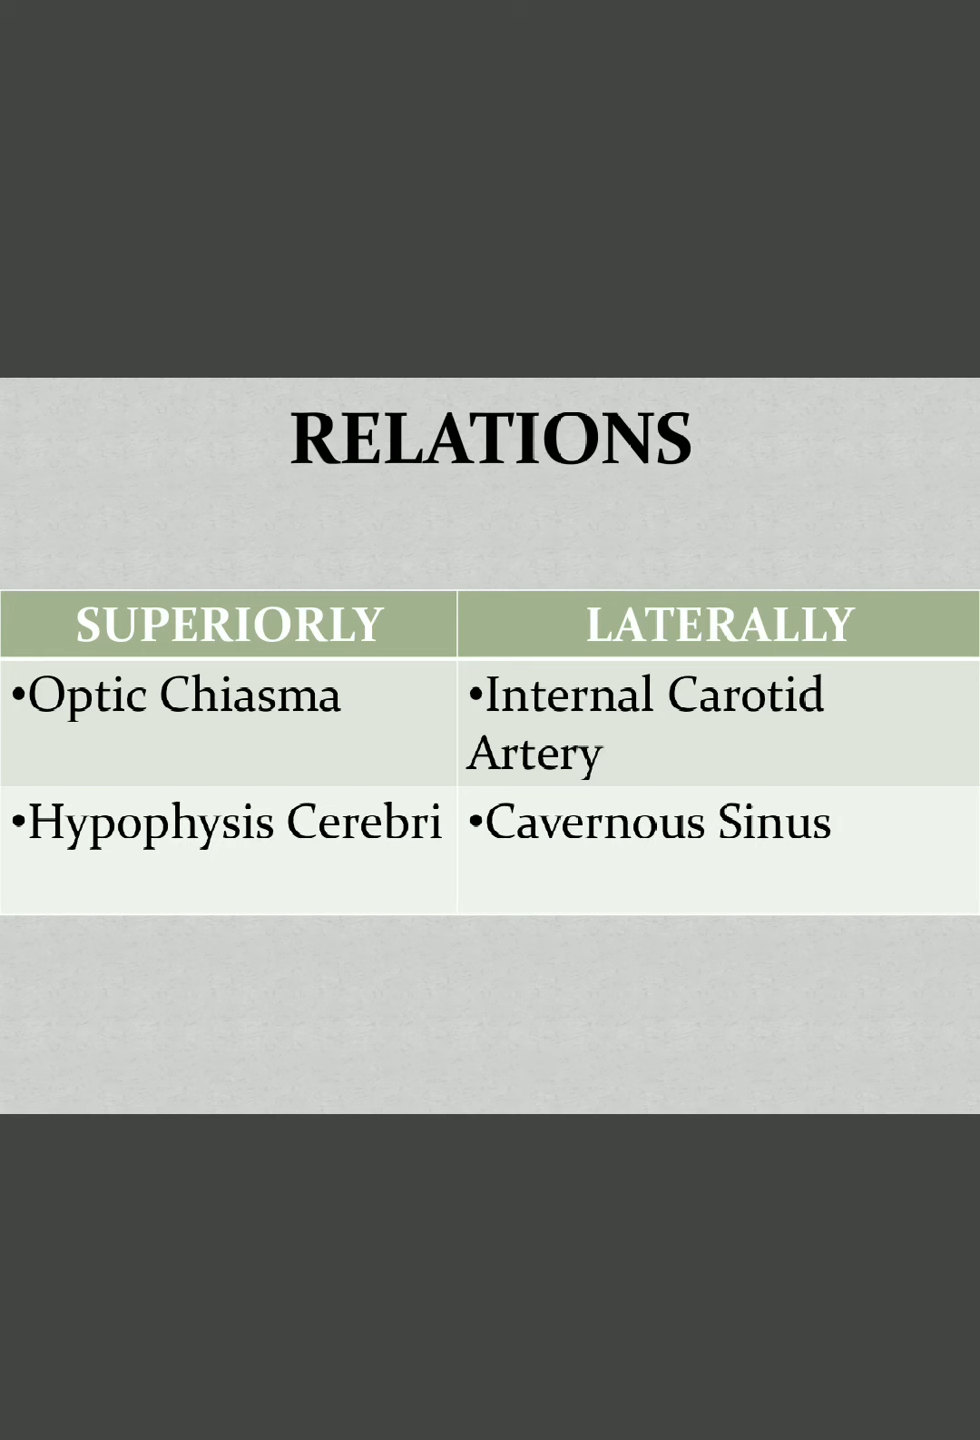 RELATIONS
SUPERIORLY
LATERALLY
•Optic Chiasma
•Internal Carotid
Artery
•Hypophysis Cerebri
•Cavernous Sinus